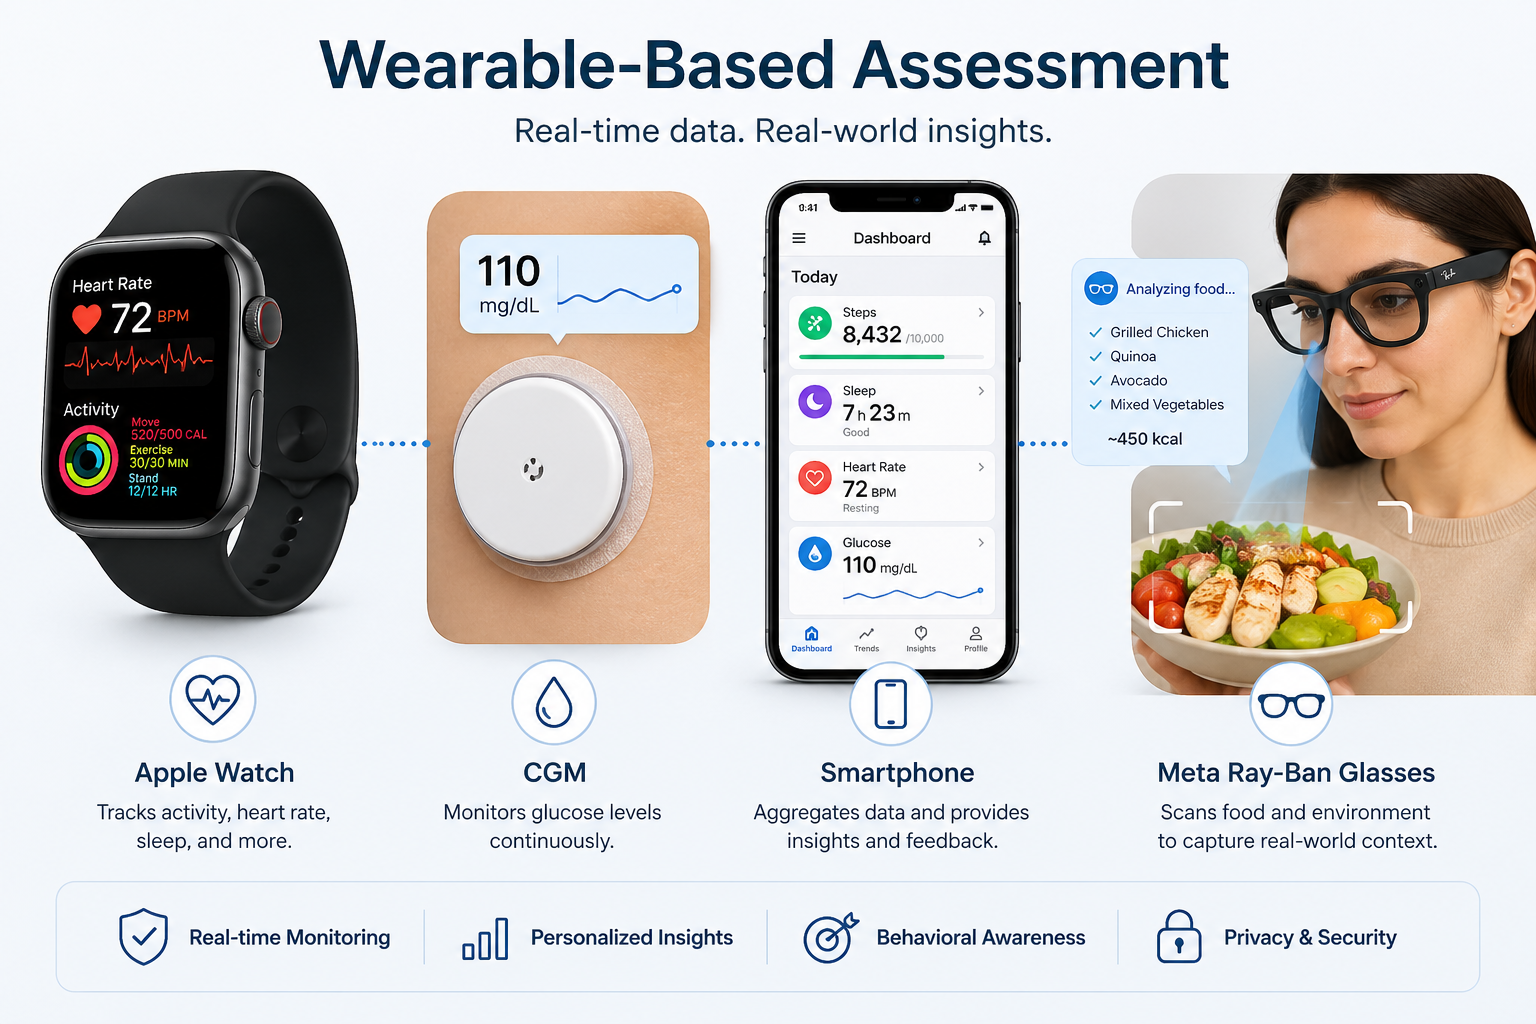 Wearable-Based Assessment
Real-time data. Real-world insights.
Heart Rate
72 BPM
Activity
Move
520/500 CAL
Exercise
30/30 MIN
Stand
12/12 HR
110
mg/dL
9:41
Dashboard
Today
Steps
8,432 /10,000
Sleep
7 h 23 m
Good
Heart Rate
72 BPM
Resting
Glucose
110 mg/dL
Dashboard Trends Insights Profile
Ray-Ban
Analyzing food...
Grilled Chicken
Quinoa
Avocado
Mixed Vegetables
~450 kcal
Apple Watch
Tracks activity, heart rate,
sleep, and more.
CGM
Monitors glucose levels
continuously.
Smartphone
Aggregates data and provides
insights and feedback.
Meta Ray-Ban Glasses
Scans food and environment
to capture real-world context.
Real-time Monitoring
Personalized Insights
Behavioral Awareness
Privacy & Security